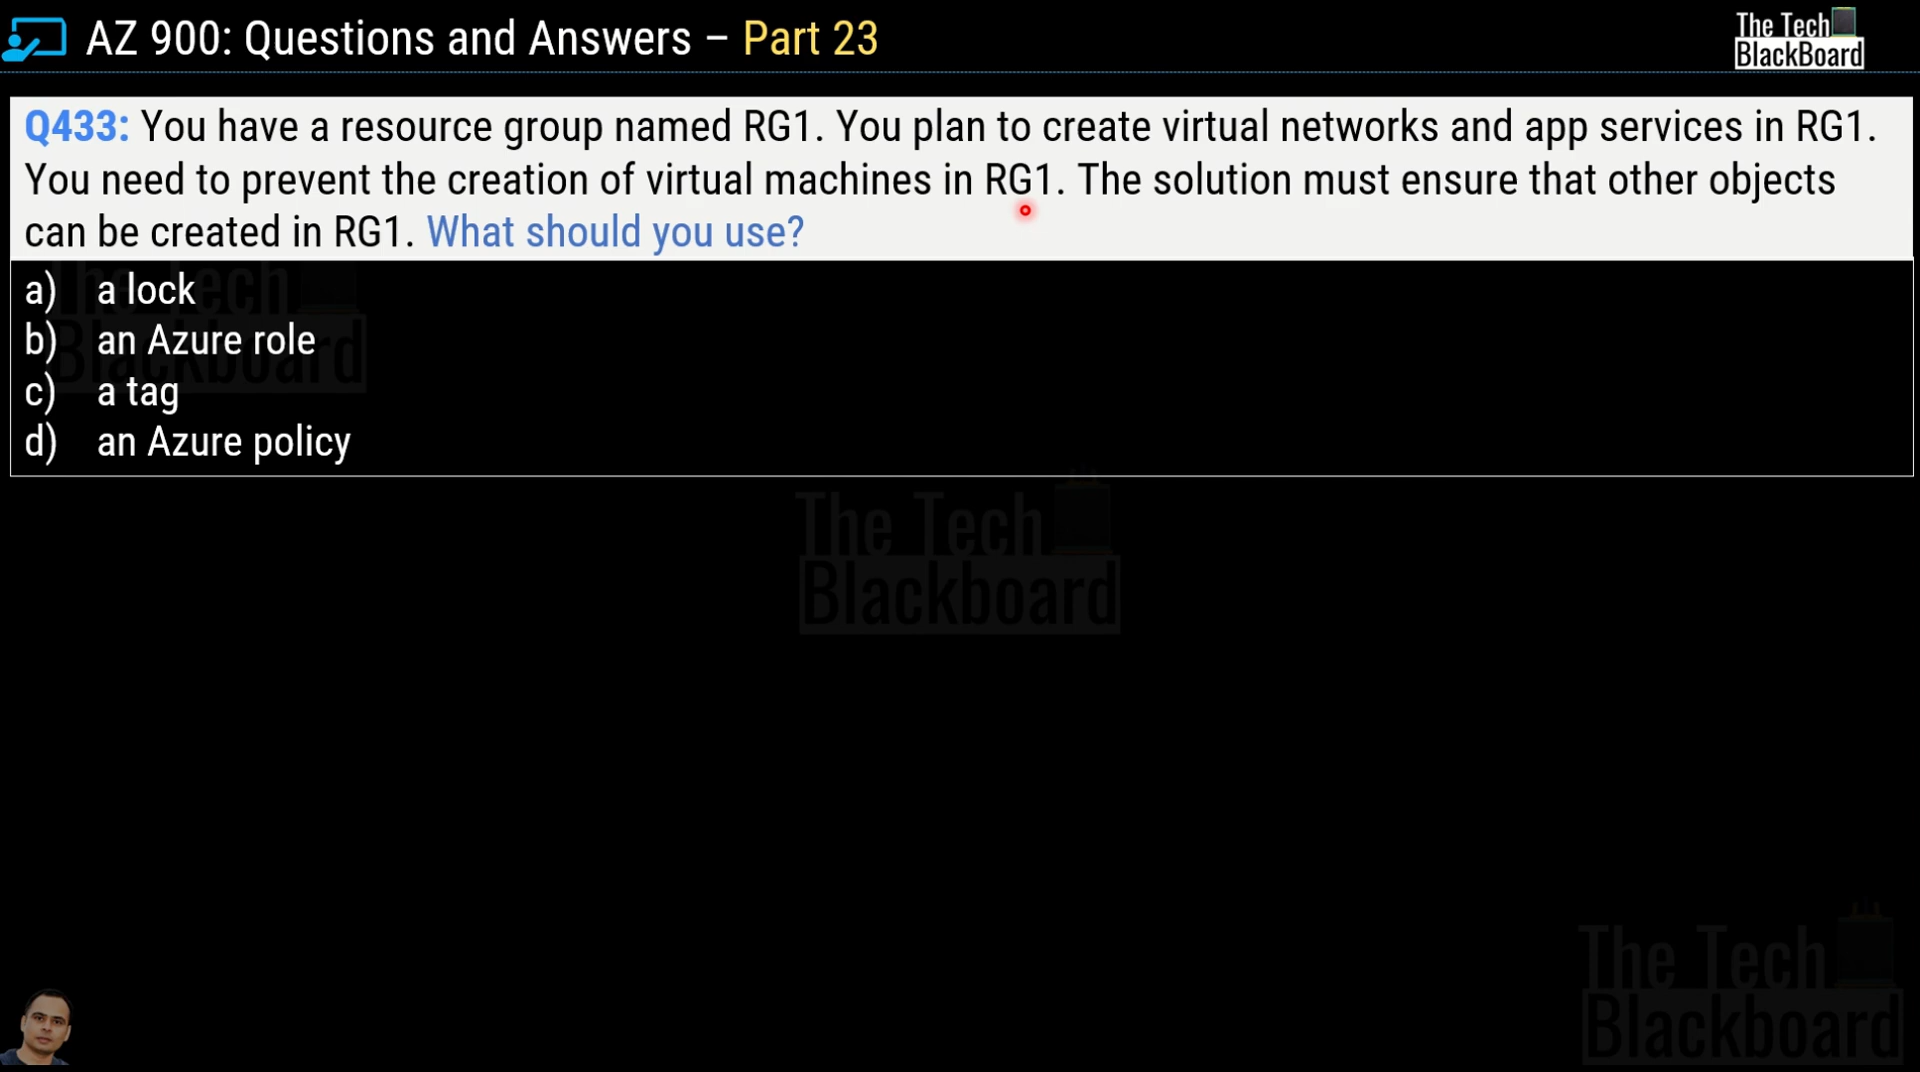 AZ 900: Questions and Answers – Part 23
The Tech
BlackBoard
Q433: You have a resource group named RG1. You plan to create virtual networks and app services in RG1.
You need to prevent the creation of virtual machines in RG1. The solution must ensure that other objects
can be created in RG1. What should you use?
a) a lock
b) an Azure role
c) a tag
d) an Azure policy
The Tech
Blackboard
The Tech
Blackboard
The Tech
Blackboard